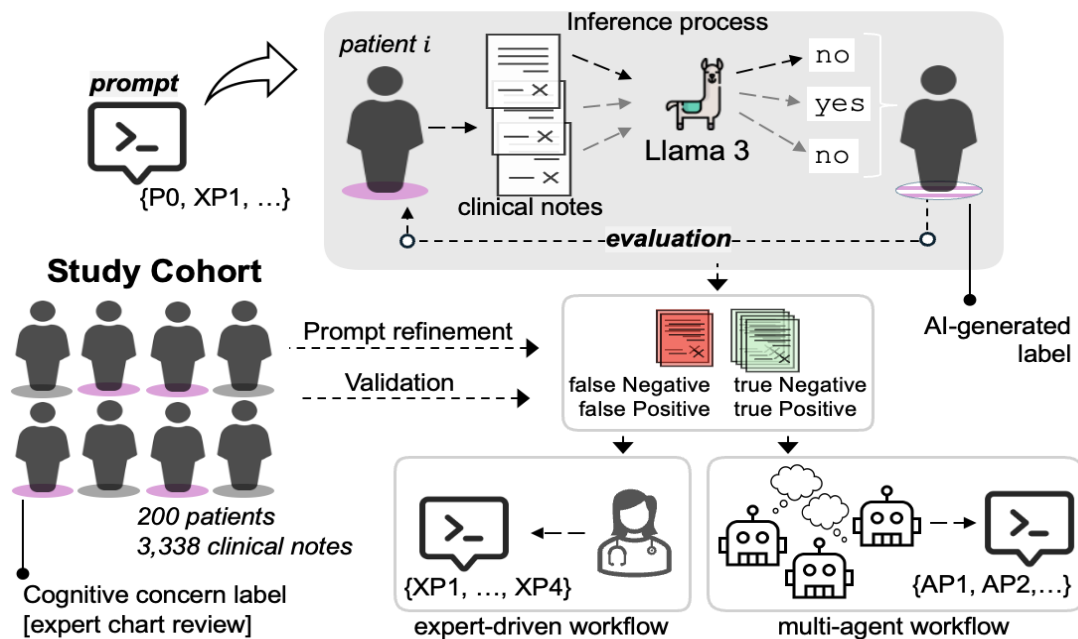 Inference process
patient i
prompt
>_
{P0, XP1, …}
no
yes
no
Llama 3
clinical notes
evaluation
AI-generated
label
Study Cohort
Prompt refinement
Validation
false Negative
false Positive
true Negative
true Positive
200 patients
3,338 clinical notes
Cognitive concern label
[expert chart review]
>_
{XP1, …, XP4}
expert-driven workflow
>_
{AP1, AP2,…}
multi-agent workflow